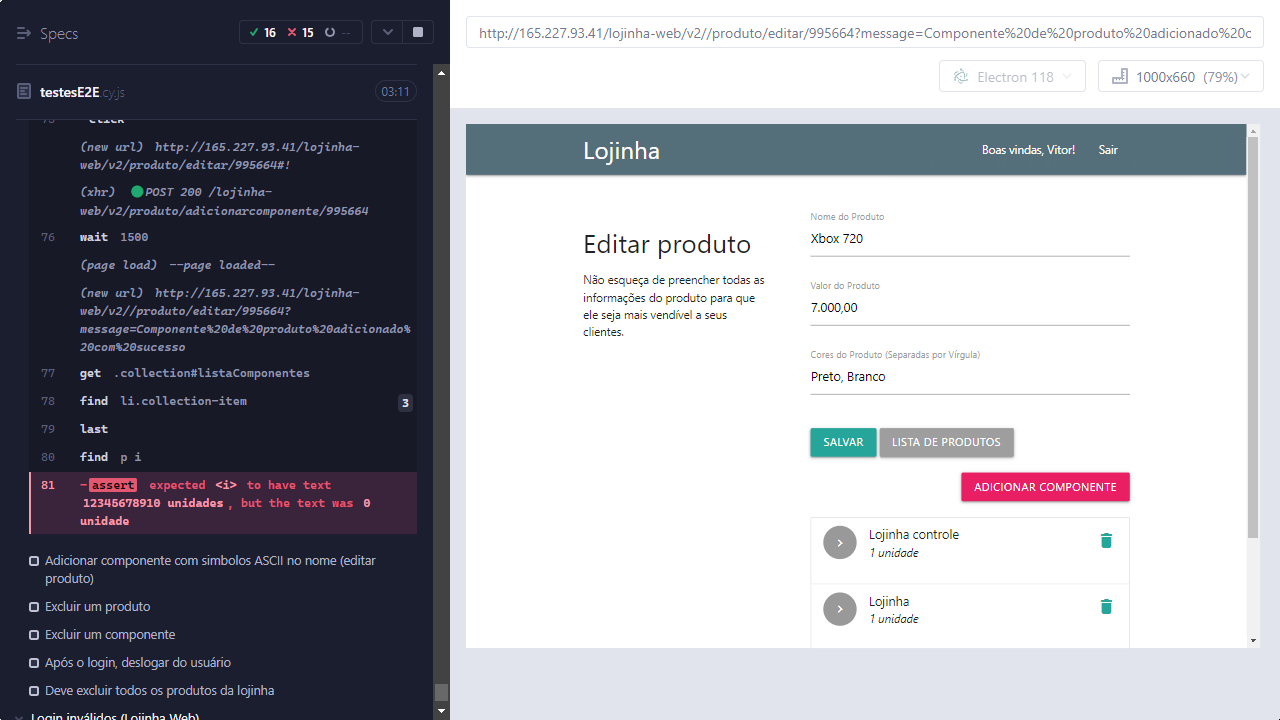 Specs
16 15 --
testesE2E.cy.js 03:11
75 click
(new url) http://165.227.93.41/lojinha-
web/v2/produto/editar/995664#!
(xhr) POST 200 /lojinha-
web/v2/produto/adicionarcomponente/995664
76 wait 1500
(page load) --page loaded--
(new url) http://165.227.93.41/lojinha-
web/v2//produto/editar/995664?
message=Componente%20de%20produto%20adicionado%
20com%20sucesso
77 get .collection#listaComponentes
78 find li.collection-item 3
79 last
80 find p i
81 -assert expected <i> to have text
12345678910 unidades, but the text was 0
unidade
Adicionar componente com simbolos ASCII no nome (editar
produto)
Excluir um produto
Excluir um componente
Após o login, deslogar do usuário
Deve excluir todos os produtos da lojinha
Login inválidos (Lojinha Web)
http://165.227.93.41/lojinha-web/v2//produto/editar/995664?message=Componente%20de%20produto%20adicionado%20c
Electron 118
1000x660 (79%)
Lojinha
Boas vindas, Vitor! Sair
Editar produto
Não esqueça de preencher todas as
informações do produto para que
ele seja mais vendível a seus
clientes.
Nome do Produto
Xbox 720
Valor do Produto
7.000,00
Cores do Produto (Separadas por Vírgula)
Preto, Branco
SALVAR LISTA DE PRODUTOS
ADICIONAR COMPONENTE
Lojinha controle
1 unidade
Lojinha
1 unidade